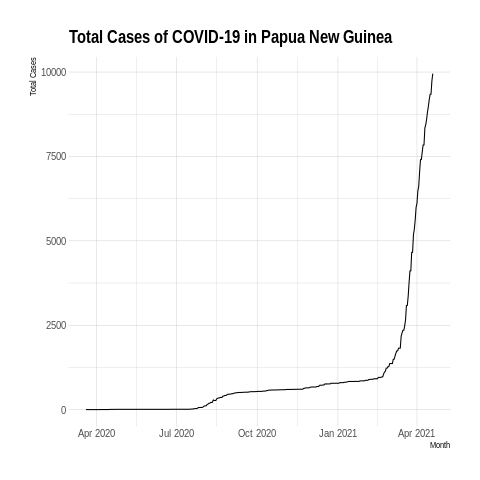 Total Cases of COVID-19 in Papua New Guinea
Total Cases
10000
7500
5000
2500
0
Apr 2020 Jul 2020 Oct 2020 Jan 2021 Apr 2021
Month